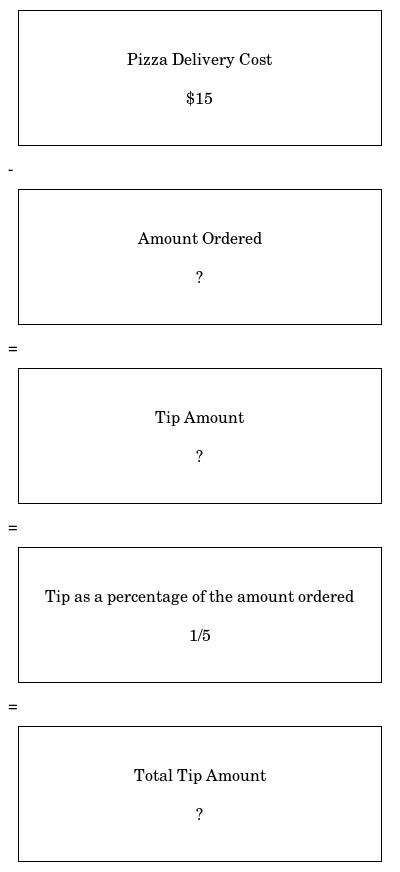 Pizza Delivery Cost
$15
-
Amount Ordered
?
=
Tip Amount
?
=
Tip as a percentage of the amount ordered
1/5
=
Total Tip Amount
?